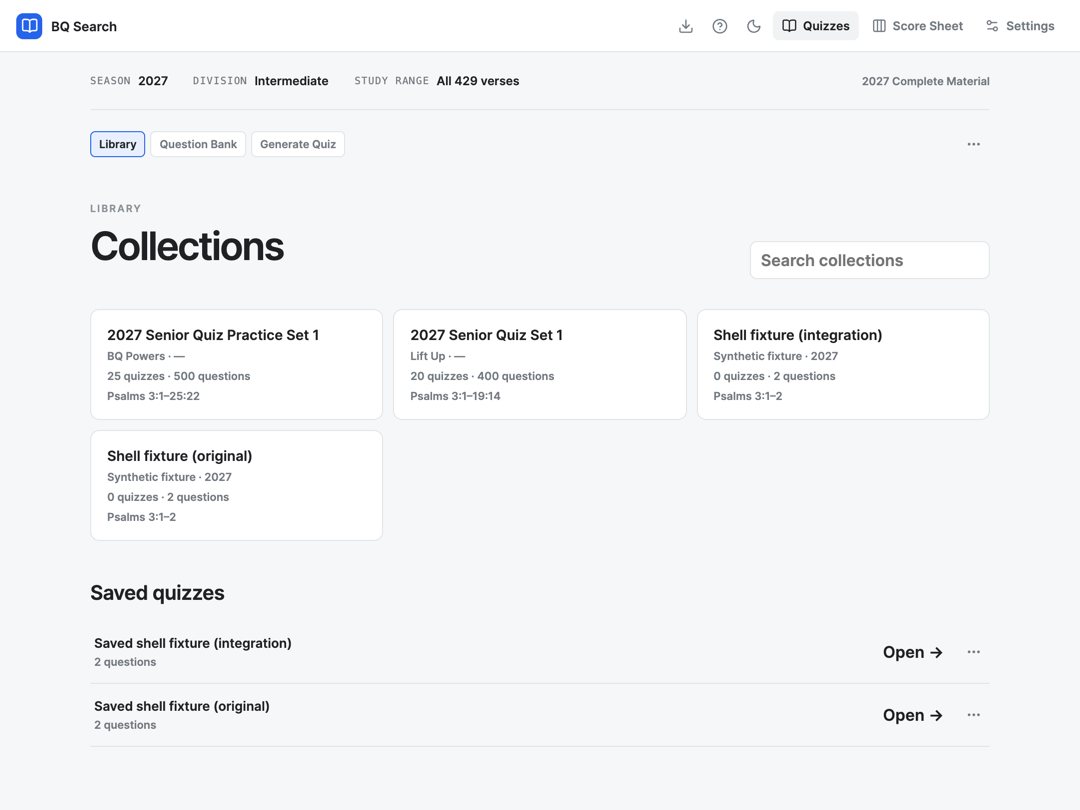 BQ Search
Quizzes
Score Sheet
Settings
SEASON 2027 DIVISION Intermediate STUDY RANGE All 429 verses
2027 Complete Material
Library
Question Bank
Generate Quiz
LIBRARY
Collections
Search collections
2027 Senior Quiz Practice Set 1
BQ Powers · —
25 quizzes · 500 questions
Psalms 3:1–25:22
2027 Senior Quiz Set 1
Lift Up · —
20 quizzes · 400 questions
Psalms 3:1–19:14
Shell fixture (integration)
Synthetic fixture · 2027
0 quizzes · 2 questions
Psalms 3:1–2
Shell fixture (original)
Synthetic fixture · 2027
0 quizzes · 2 questions
Psalms 3:1–2
Saved quizzes
Saved shell fixture (integration)
2 questions
Open →
Saved shell fixture (original)
2 questions
Open →